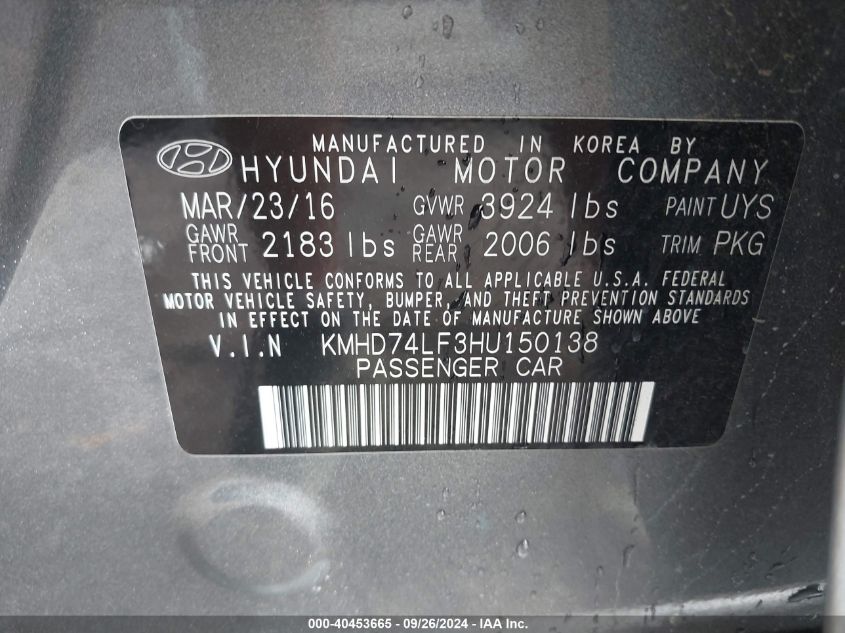 MANUFACTURED IN KOREA BY
HYUNDAI MOTOR COMPANY
MAR/23/16 GVWR 3924 lbs PAINT UYS
GAWR FRONT 2183 lbs GAWR REAR 2006 lbs TRIM PKG
THIS VEHICLE CONFORMS TO ALL APPLICABLE U.S.A. FEDERAL
MOTOR VEHICLE SAFETY, BUMPER, AND THEFT PREVENTION STANDARDS
IN EFFECT ON THE DATE OF MANUFACTURE SHOWN ABOVE
V.I.N KMHD74LF3HU150138
PASSENGER CAR
000-40453665 - 09/26/2024 - IAA Inc.